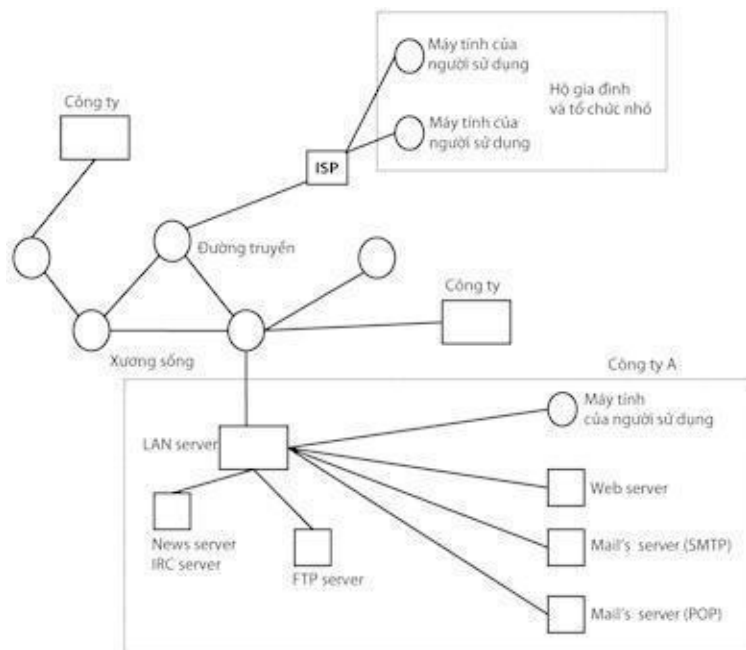 Máy tính của
người sử dụng
Hộ gia đình
và tổ chức nhỏ
Công ty
Máy tính của
người sử dụng
ISP
Đường truyền
Công ty
Xương sống
Công ty A
Máy tính
của người sử dụng
LAN server
Web server
News server
IRC server
Mail's server (SMTP)
FTP server
Mail's server (POP)